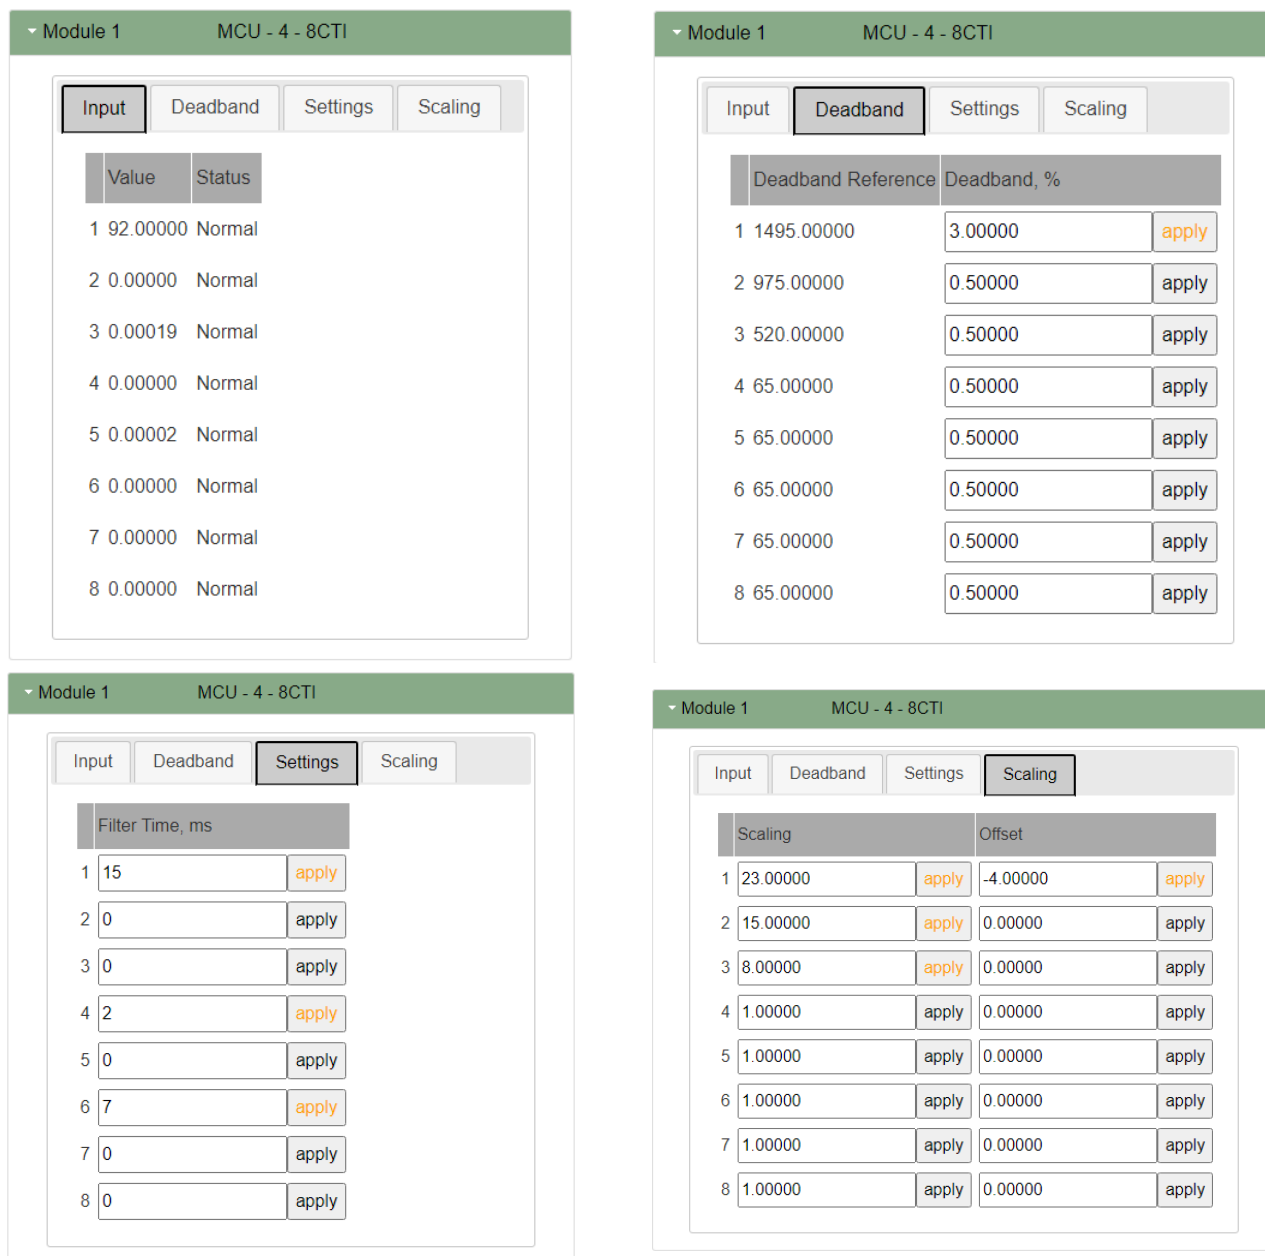 Module 1 MCU - 4 - 8CTI
Input Deadband Settings Scaling
Value Status
1 92.00000 Normal
2 0.00000 Normal
3 0.00019 Normal
4 0.00000 Normal
5 0.00002 Normal
6 0.00000 Normal
7 0.00000 Normal
8 0.00000 Normal
Module 1 MCU - 4 - 8CTI
Input Deadband Settings Scaling
Deadband Reference Deadband, %
1 1495.00000 3.00000 apply
2 975.00000 0.50000 apply
3 520.00000 0.50000 apply
4 65.00000 0.50000 apply
5 65.00000 0.50000 apply
6 65.00000 0.50000 apply
7 65.00000 0.50000 apply
8 65.00000 0.50000 apply
Module 1 MCU - 4 - 8CTI
Input Deadband Settings Scaling
Filter Time, ms
1 15 apply
2 0 apply
3 0 apply
4 2 apply
5 0 apply
6 7 apply
7 0 apply
8 0 apply
Module 1 MCU - 4 - 8CTI
Input Deadband Settings Scaling
Scaling Offset
1 23.00000 apply -4.00000 apply
2 15.00000 apply 0.00000 apply
3 8.00000 apply 0.00000 apply
4 1.00000 apply 0.00000 apply
5 1.00000 apply 0.00000 apply
6 1.00000 apply 0.00000 apply
7 1.00000 apply 0.00000 apply
8 1.00000 apply 0.00000 apply